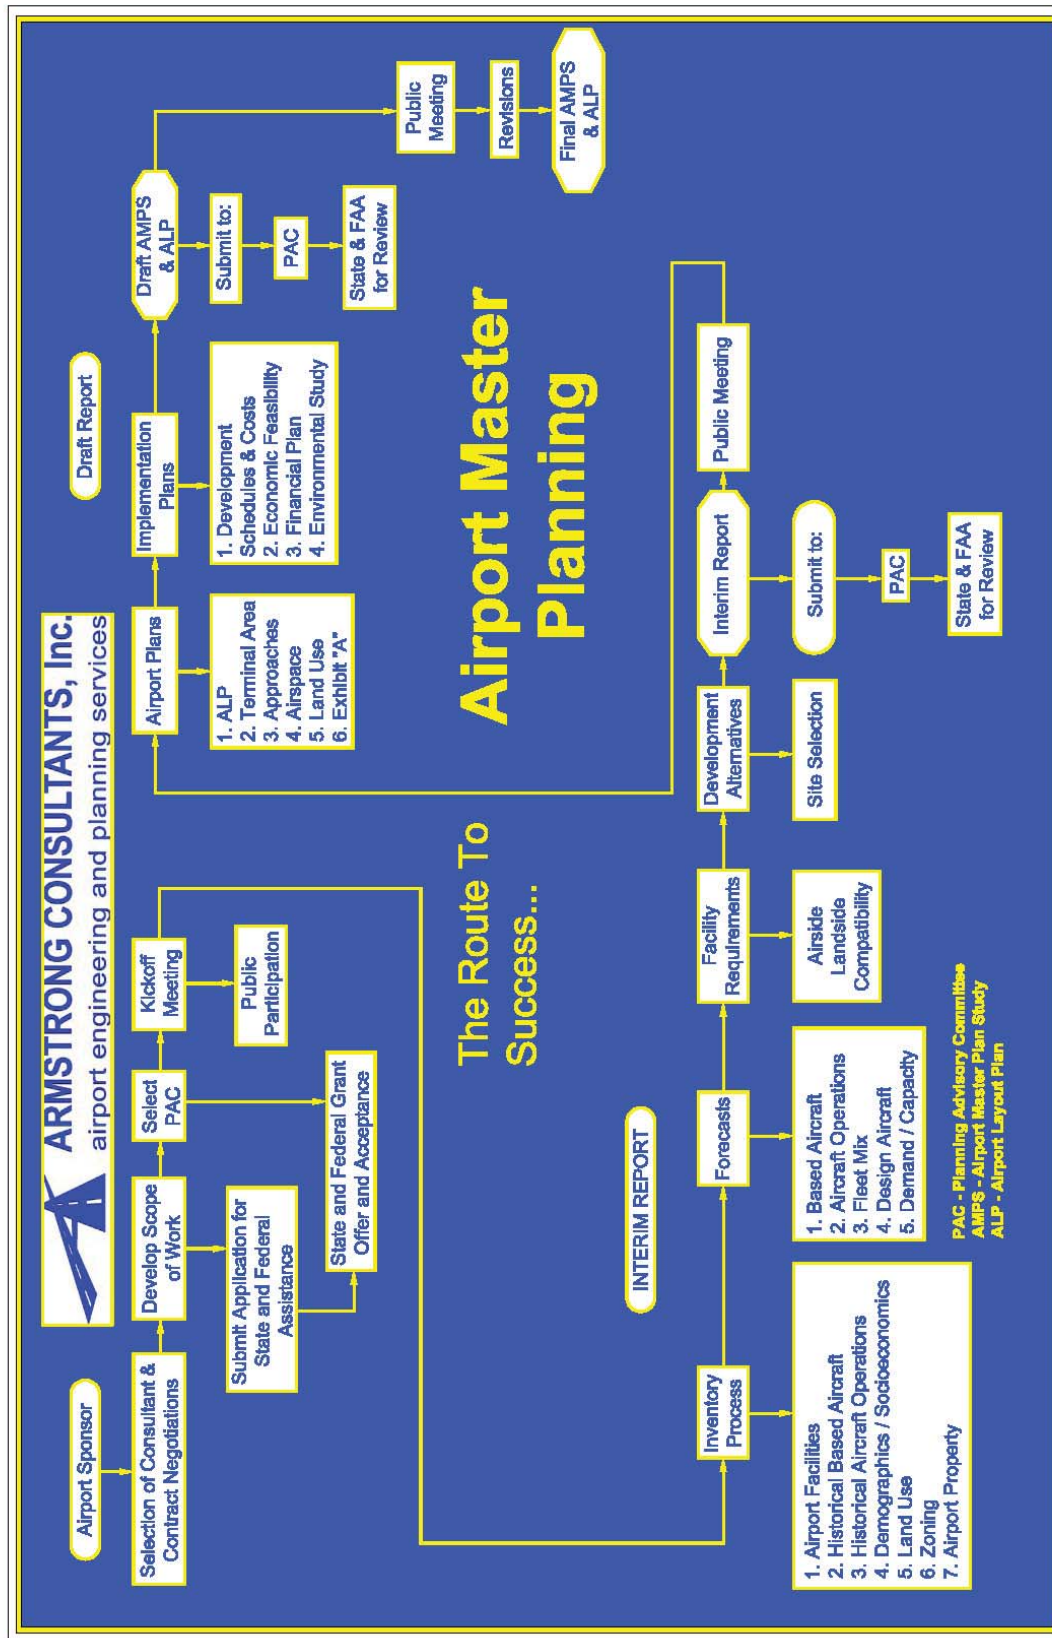 ARMSTRONG CONSULTANTS, Inc.
airport engineering and planning services
Airport Sponsor
Selection of Consultant &
Contract Negotiations
Develop Scope
of Work
Submit Application for
State and Federal
Assistance
Select
PAC
State and Federal Grant
Offer and Acceptance
Kickoff
Meeting
Public
Participation
The Route To
Success...
Airport Master
Planning
INTERIM REPORT
Inventory
Process
1. Airport Facilities
2. Historical Based Aircraft
3. Historical Aircraft Operations
4. Demographics / Socioeconomics
5. Land Use
6. Zoning
7. Airport Property
Forecasts
1. Based Aircraft
2. Aircraft Operations
3. Fleet Mix
4. Design Aircraft
5. Demand / Capacity
Facility
Requirements
Airside
Landside
Compatibility
Development
Alternatives
Site Selection
Interim Report
Submit to:
PAC
State & FAA
for Review
Public Meeting
Airport Plans
1. ALP
2. Terminal Area
3. Approaches
4. Airspace
5. Land Use
6. Exhibit "A"
Draft Report
Implementation
Plans
1. Development
Schedules & Costs
2. Economic Feasibility
3. Financial Plan
4. Environmental Study
Draft AMPS
& ALP
Submit to:
PAC
State & FAA
for Review
Public
Meeting
Revisions
Final AMPS
& ALP
PAC - Planning Advisory Committee
AMPS - Airport Master Plan Study
ALP - Airport Layout Plan